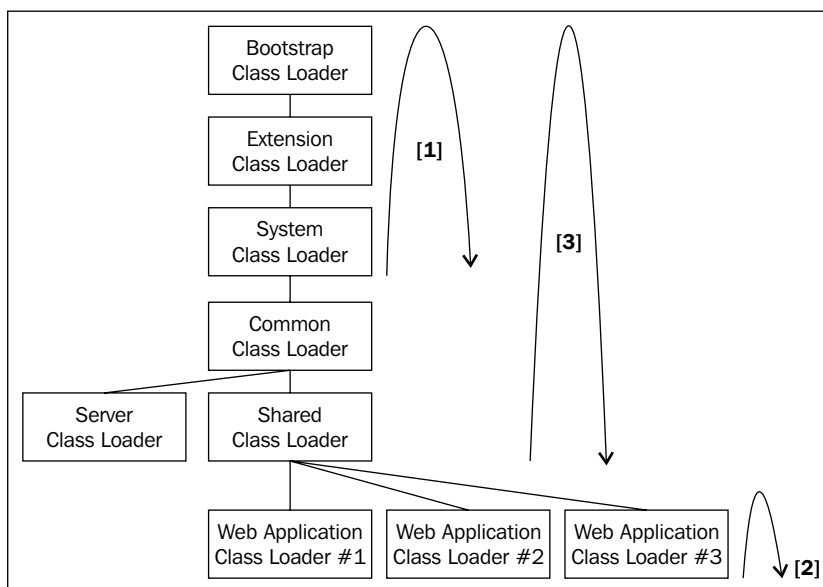 Bootstrap
Class Loader
Extension
Class Loader
[1]
System
Class Loader
[3]
Common
Class Loader
Server
Class Loader
Shared
Class Loader
Web Application
Class Loader #1
Web Application
Class Loader #2
Web Application
Class Loader #3
[2]